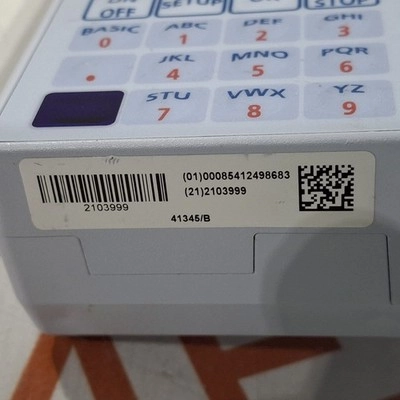 ON OFF
SETUP
STOP
BASIC ABC DEF GHI
0 1 2 3
JKL MNO PQR
. 4 5 6
STU VWX YZ
7 8 9
(01)00085412498683
(21)2103999
2103999
41345/B